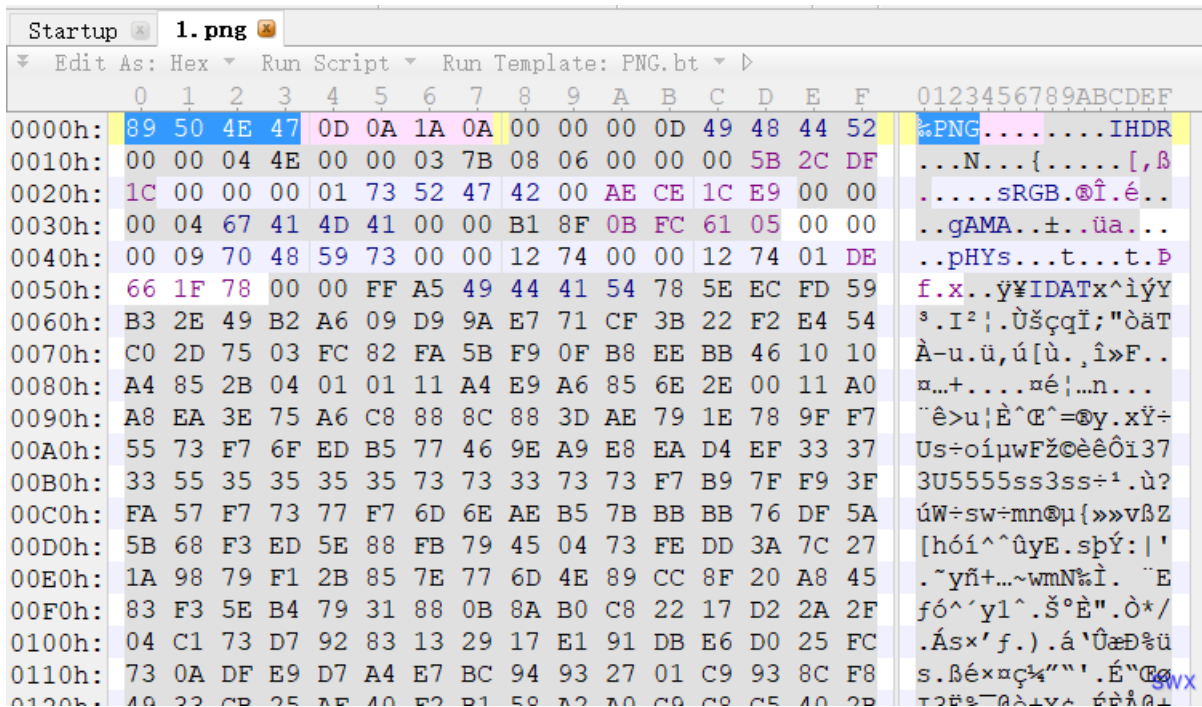 Startup 1.png
Edit As: Hex Run Script Run Template: PNG.bt
0 1 2 3 4 5 6 7 8 9 A B C D E F 0123456789ABCDEF
0000h: 89 50 4E 47 0D 0A 1A 0A 00 00 00 0D 49 48 44 52 ‰PNG........IHDR
0010h: 00 00 04 4E 00 00 03 7B 08 06 00 00 00 5B 2C DF ...N...{.....[,ß
0020h: 1C 00 00 00 01 73 52 47 42 00 AE CE 1C E9 00 00 .....sRGB.®Î.é..
0030h: 00 04 67 41 4D 41 00 00 B1 8F 0B FC 61 05 00 00 ..gAMA..±..üa...
0040h: 00 09 70 48 59 73 00 00 12 74 00 00 12 74 01 DE ..pHYs...t...t.Þ
0050h: 66 1F 78 00 00 FF A5 49 44 41 54 78 5E EC FD 59 f.x..ÿ¥IDATx^ìýY
0060h: B3 2E 49 B2 A6 09 D9 9A E7 71 CF 3B 22 F2 E4 54 ³.I²¦.ÙšçqÏ;"òäT
0070h: C0 2D 75 03 FC 82 FA 5B F9 0F B8 EE BB 46 10 10 À-u.ü‚ú[ù.¸î»F..
0080h: A4 85 2B 04 01 01 11 A4 E9 A6 85 6E 2E 00 11 A0 ¤…+....¤é¦…n...
0090h: A8 EA 3E 75 A6 C8 88 8C 88 3D AE 79 1E 78 9F F7 ¨ê>u¦ÈˆŒˆ=®y.xŸ÷
00A0h: 55 73 F7 6F ED B5 77 46 9E A9 E8 EA D4 EF 33 37 Us÷oíµwFž©èêÔï37
00B0h: 33 55 35 35 35 35 73 73 33 73 73 F7 B9 7F F9 3F 3U5555ss3ss÷¹.ù?
00C0h: FA 57 F7 73 77 F7 6D 6E AE B5 7B BB BB 76 DF 5A úW÷sw÷mn®µ{»»vßZ
00D0h: 5B 68 F3 ED 5E 88 FB 79 45 04 73 FE DD 3A 7C 27 [hóí^ˆûyE.sþÝ:|'
00E0h: 1A 98 79 F1 2B 85 7E 77 6D 4E 89 CC 8F 20 A8 45 .˜yñ+…~wmN‰Ì. ¨E
00F0h: 83 F3 5E B4 79 31 88 0B 8A B0 C8 22 17 D2 2A 2F ƒó^´y1ˆ.Š°È".Ò*/
0100h: 04 C1 73 D7 92 83 13 29 17 E1 91 DB E6 D0 25 FC .Ás×’ƒ.).á‘ÛæÐ%ü
0110h: 73 0A DF E9 D7 A4 E7 BC 94 93 27 01 C9 93 8C F8 s.ßé×¤ç¼”“'.É“Œø
SWX
0120h: 49 33 CB 25 AF 40 F2 B1 58 A2 A0 C9 C8 C5 40 2B